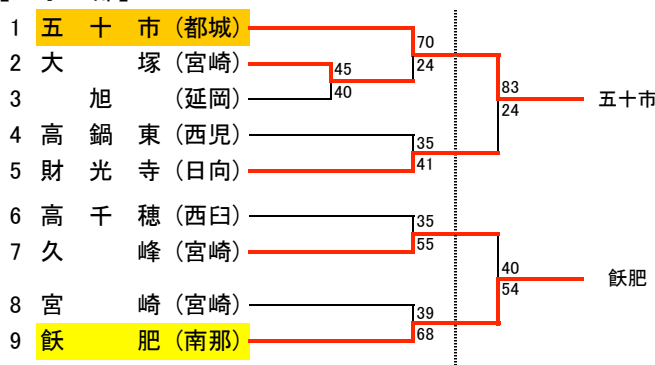 1 五十市（都城）
2 大塚（宮崎）
3 旭（延岡）
4 高鍋東（西児）
5 財光寺（日向）
6 高千穂（西臼）
7 久峰（宮崎）
8 宮崎（宮崎）
9 飫肥（南那）
70
24
45
40
35
41
35
55
39
68
83
24
40
54
五十市
飫肥